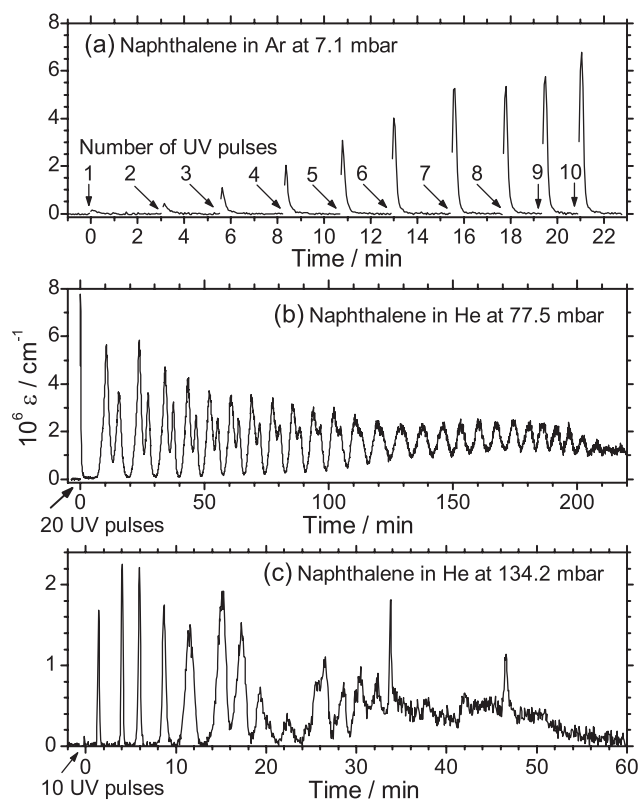 (a) Naphthalene in Ar at 7.1 mbar
8
6
4
2
0
Number of UV pulses
1 2 3 4 5 6 7 8 9 10
0 2 4 6 8 10 12 14 16 18 20 22
Time / min
(b) Naphthalene in He at 77.5 mbar
8
6
4
2
0
10⁶ ε / cm⁻¹
0 50 100 150 200
20 UV pulses
Time / min
(c) Naphthalene in He at 134.2 mbar
2
1
0
0 10 20 30 40 50 60
10 UV pulses
Time / min